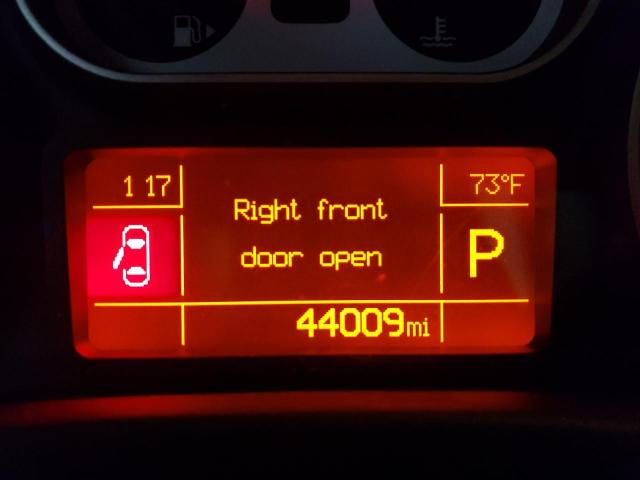 1 17
73°F
Right front
door open
P
44009mi